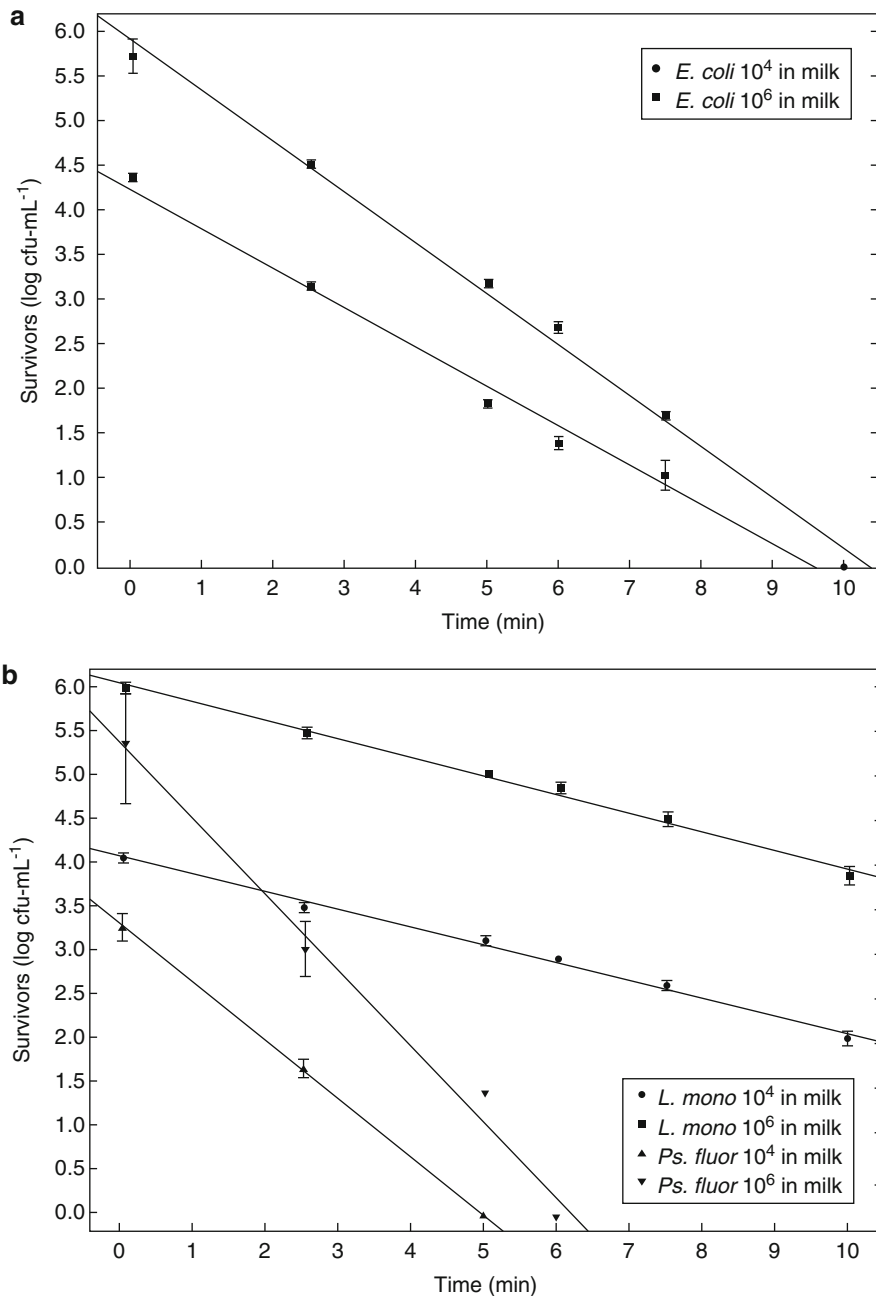 a
6.0
5.5
5.0
4.5
4.0
3.5
3.0
2.5
2.0
1.5
1.0
0.5
0.0
Survivors (log cfu-mL⁻¹)
E. coli 10⁴ in milk
E. coli 10⁶ in milk
0 1 2 3 4 5 6 7 8 9 10
Time (min)
b
6.0
5.5
5.0
4.5
4.0
3.5
3.0
2.5
2.0
1.5
1.0
0.5
0.0
Survivors (log cfu-mL⁻¹)
L. mono 10⁴ in milk
L. mono 10⁶ in milk
Ps. fluor 10⁴ in milk
Ps. fluor 10⁶ in milk
0 1 2 3 4 5 6 7 8 9 10
Time (min)